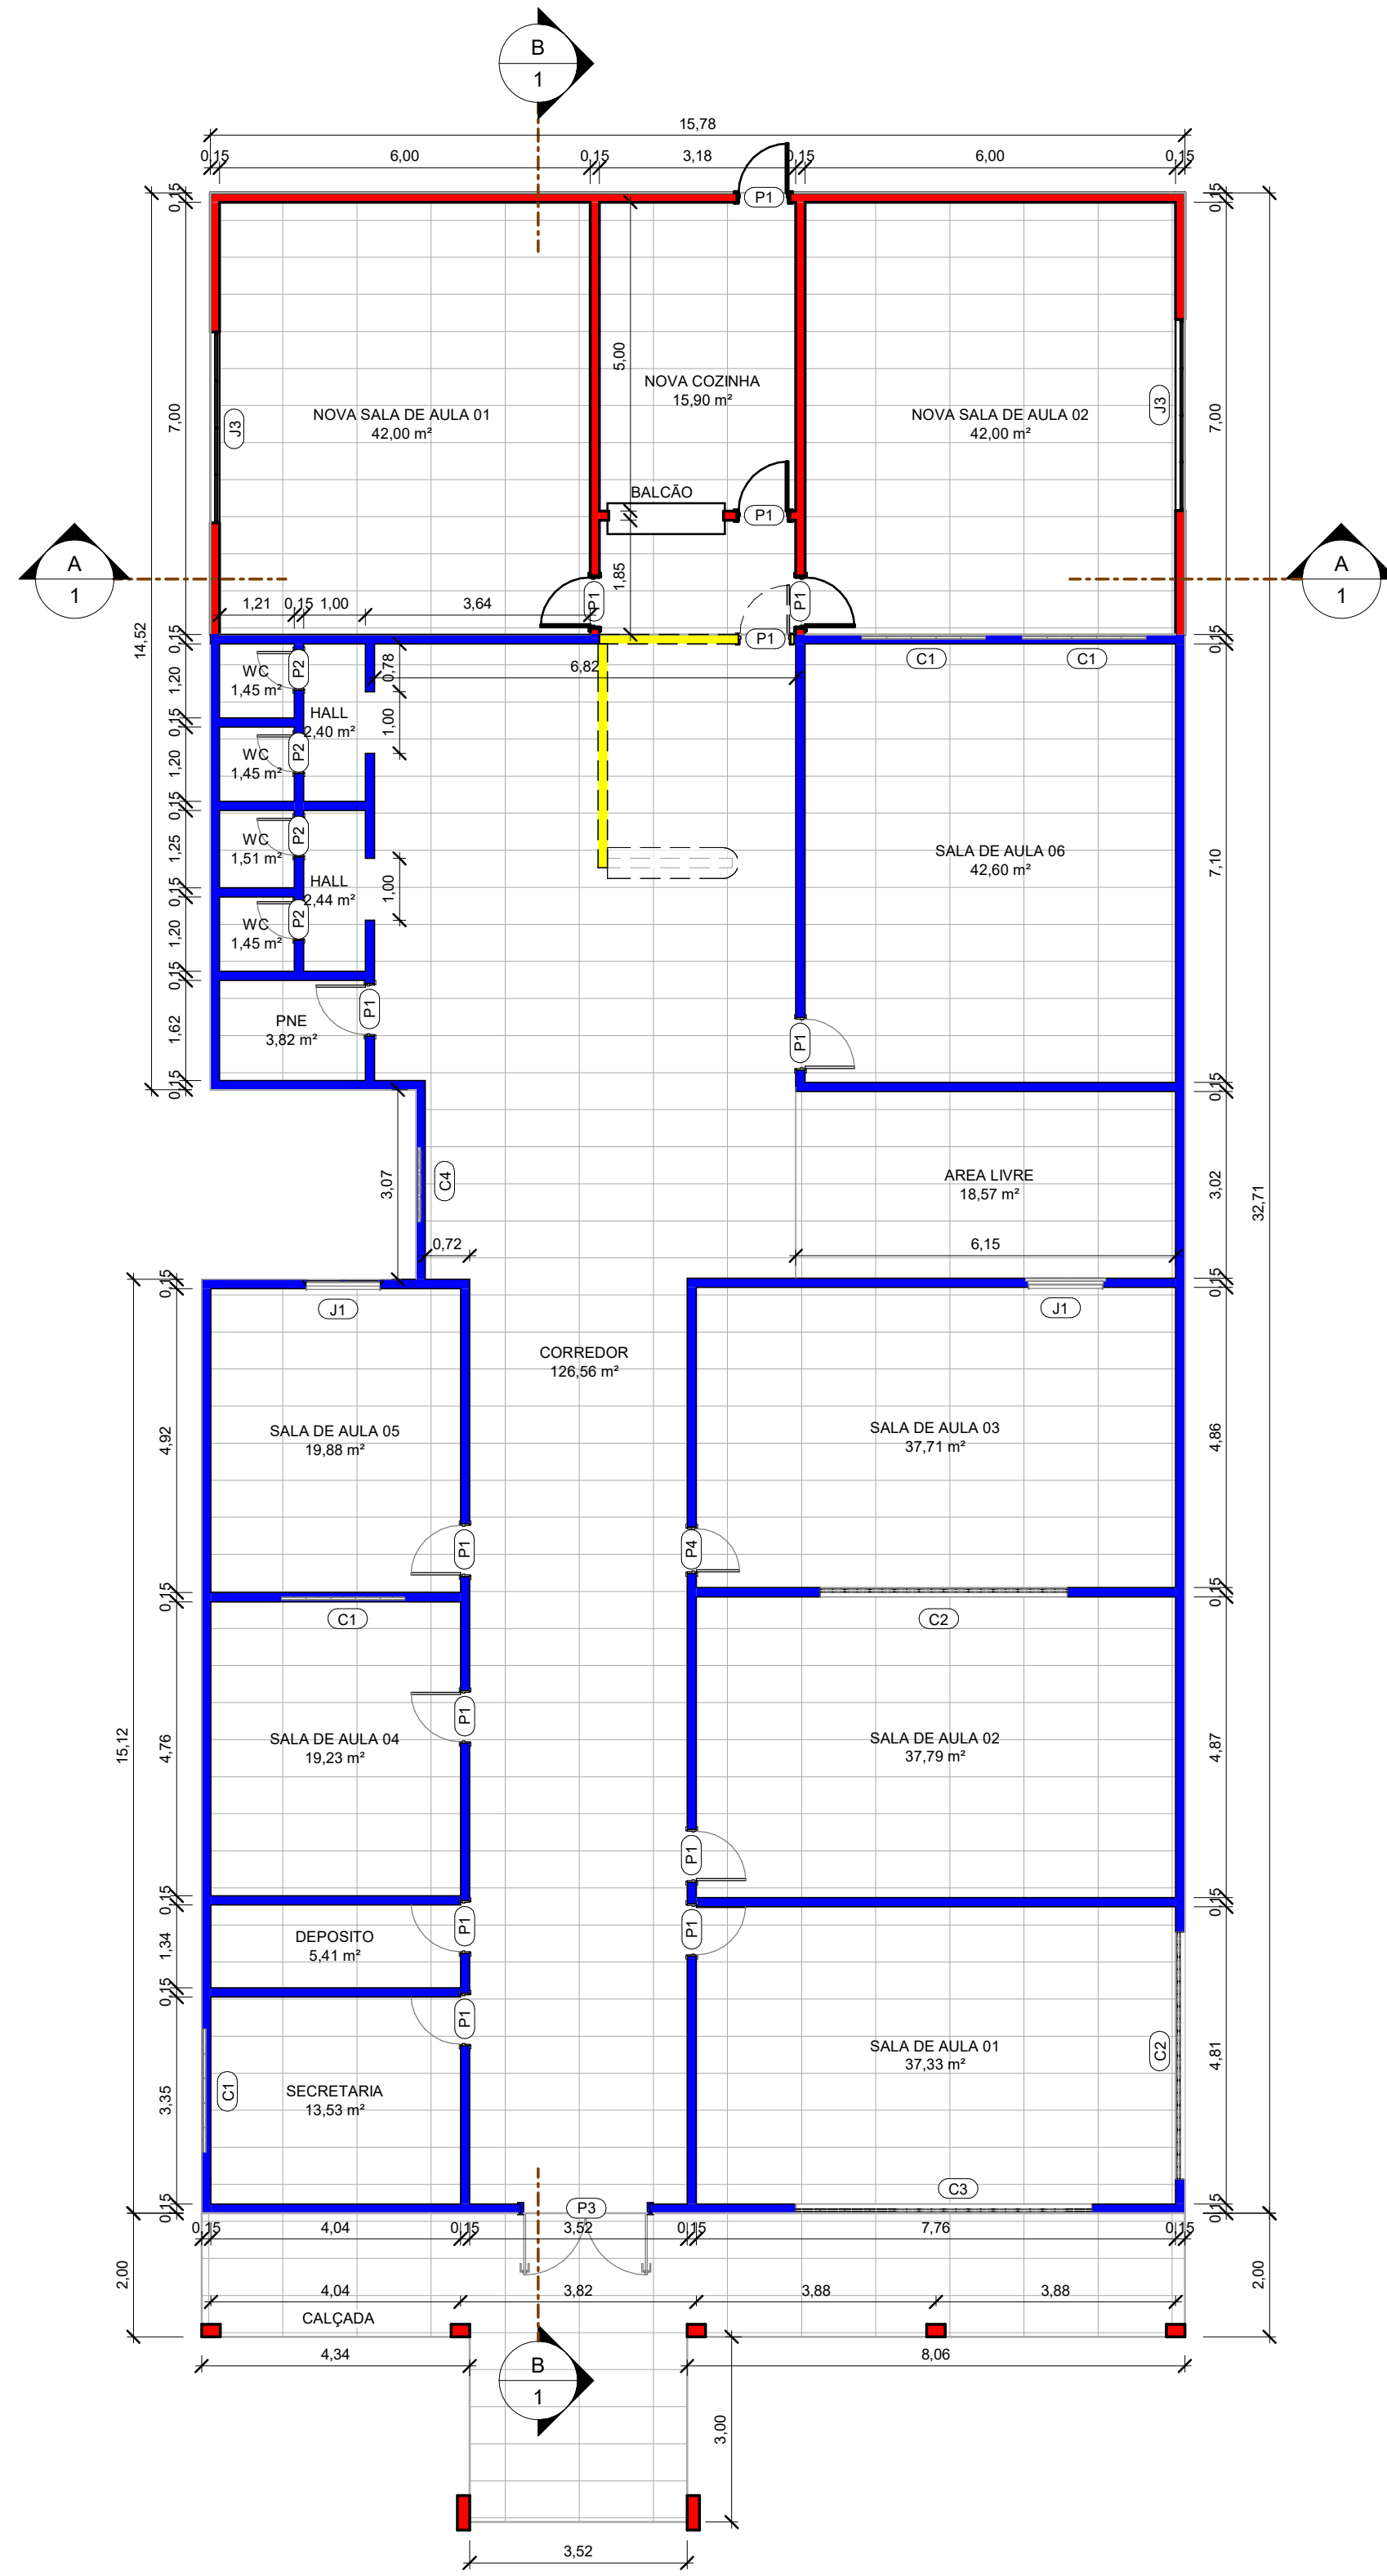 B
1
15,78
0,15
6,00
0,15
3,18
0,15
6,00
0,15
P1
0,15
0,15
5,00
NOVA COZINHA
15,90 m²
NOVA SALA DE AULA 01
42,00 m²
NOVA SALA DE AULA 02
42,00 m²
J3
J3
7,00
7,00
BALCÃO
P1
A
1
A
1
1,85
P1
P1
1,21
0,15
1,00
3,64
14,52
0,15
P1
0,15
C1
C1
6,82
0,78
1,20
WC
1,45 m²
P2
HALL
2,40 m²
1,00
0,15
1,20
WC
1,45 m²
P2
0,15
1,25
WC
1,51 m²
P2
SALA DE AULA 06
42,60 m²
7,10
HALL
2,44 m²
1,00
0,15
1,20
WC
1,45 m²
P2
0,15
1,62
PNE
3,82 m²
P1
P1
0,15
0,15
3,07
C4
AREA LIVRE
18,57 m²
3,02
32,71
0,72
6,15
0,15
0,15
J1
J1
CORREDOR
126,56 m²
SALA DE AULA 05
19,88 m²
SALA DE AULA 03
37,71 m²
4,92
4,86
P1
P4
0,15
0,15
C1
C2
15,12
4,76
SALA DE AULA 04
19,23 m²
P1
SALA DE AULA 02
37,79 m²
4,87
P1
0,15
0,15
1,34
DEPOSITO
5,41 m²
P1
P1
0,15
P1
SALA DE AULA 01
37,33 m²
C2
4,81
3,35
C1
SECRETARIA
13,53 m²
C3
0,15
P3
0,15
0,15
4,04
0,15
3,52
0,15
7,76
0,15
2,00
2,00
4,04
3,82
3,88
3,88
CALÇADA
4,34
8,06
B
1
3,00
3,52